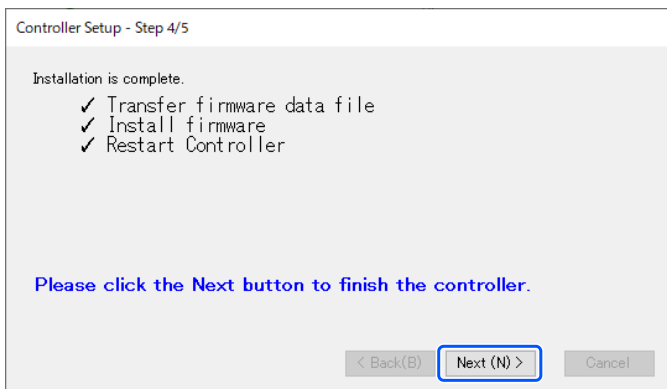 Controller Setup - Step 4/5
Installation is complete.
✓ Transfer firmware data file
✓ Install firmware
✓ Restart Controller
Please click the Next button to finish the controller.
< Back(B) Next (N) > Cancel